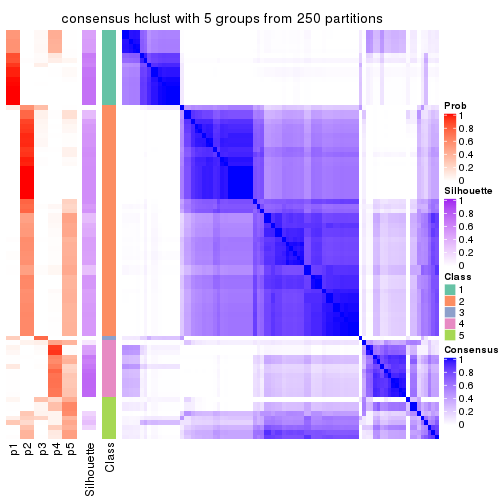 consensus hclust with 5 groups from 250 partitions
Prob
1
0.8
0.6
0.4
0.2
0
Silhouette
1
0.8
0.6
0.4
0.2
0
Class
1
2
3
4
5
Consensus
1
0.8
0.6
0.4
0.2
0
p1
p2
p3
p4
p5
Silhouette
Class